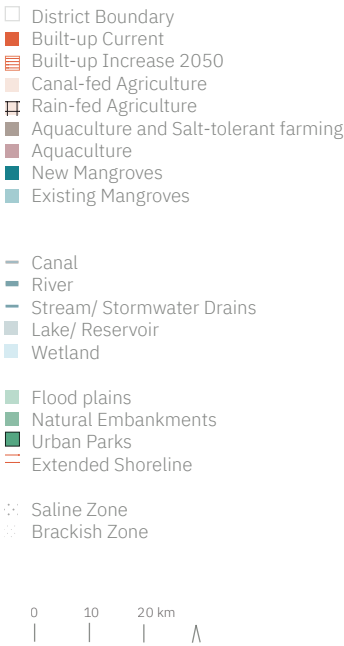 District Boundary
Built-up Current
Built-up Increase 2050
Canal-fed Agriculture
Rain-fed Agriculture
Aquaculture and Salt-tolerant farming
Aquaculture
New Mangroves
Existing Mangroves
Canal
River
Stream/ Stormwater Drains
Lake/ Reservoir
Wetland
Flood plains
Natural Embankments
Urban Parks
Extended Shoreline
Saline Zone
Brackish Zone
0 10 20 km